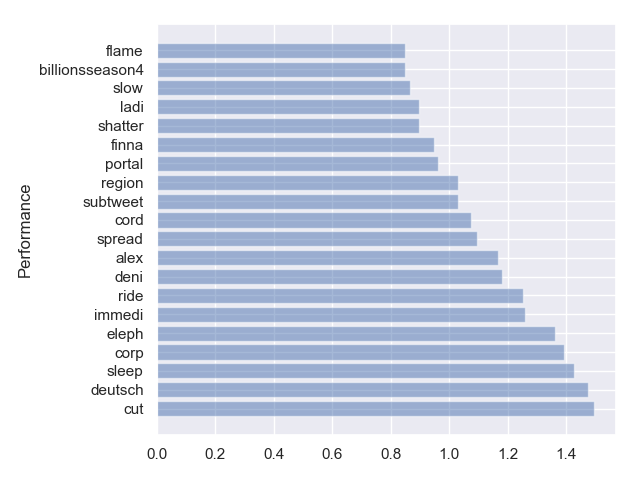 flame
billionsseason4
slow
ladi
shatter
finna
portal
region
subtweet
cord
spread
alex
deni
ride
immedi
eleph
corp
sleep
deutsch
cut
Performance
0.0 0.2 0.4 0.6 0.8 1.0 1.2 1.4